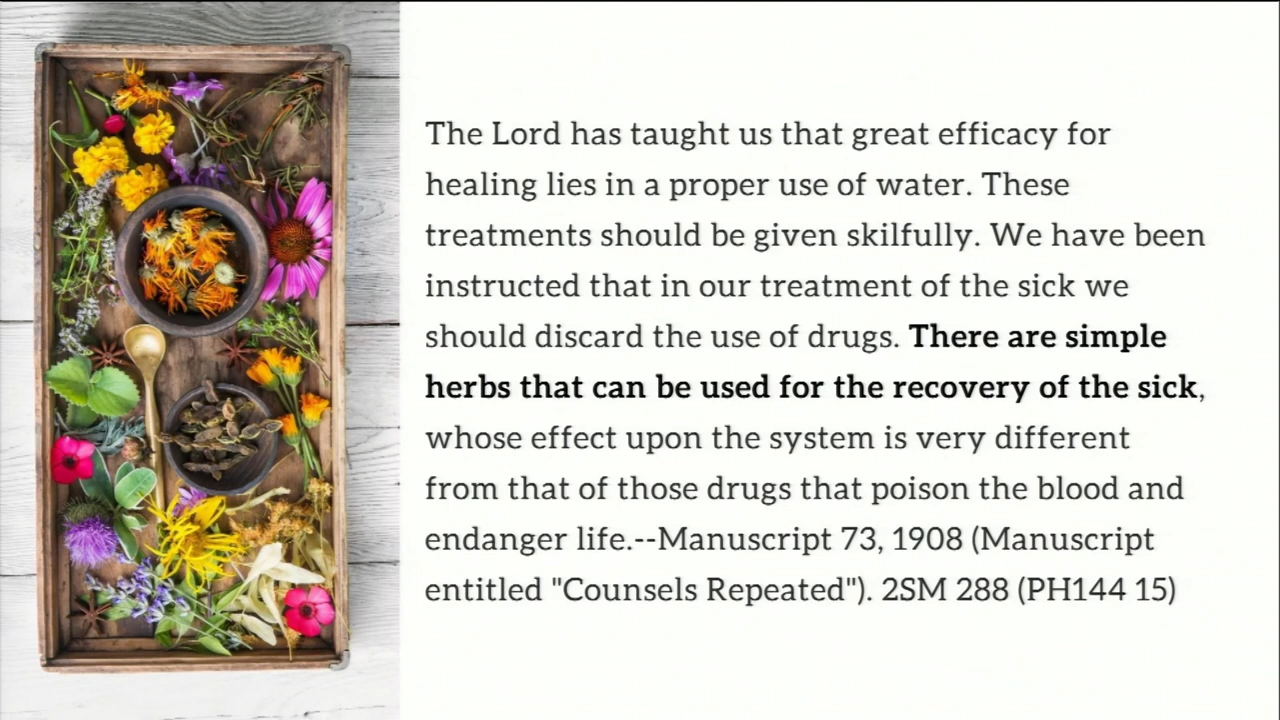 The Lord has taught us that great efficacy for
healing lies in a proper use of water. These
treatments should be given skilfully. We have been
instructed that in our treatment of the sick we
should discard the use of drugs. There are simple
herbs that can be used for the recovery of the sick,
whose effect upon the system is very different
from that of those drugs that poison the blood and
endanger life.--Manuscript 73, 1908 (Manuscript
entitled "Counsels Repeated"). 2SM 288 (PH144 15)